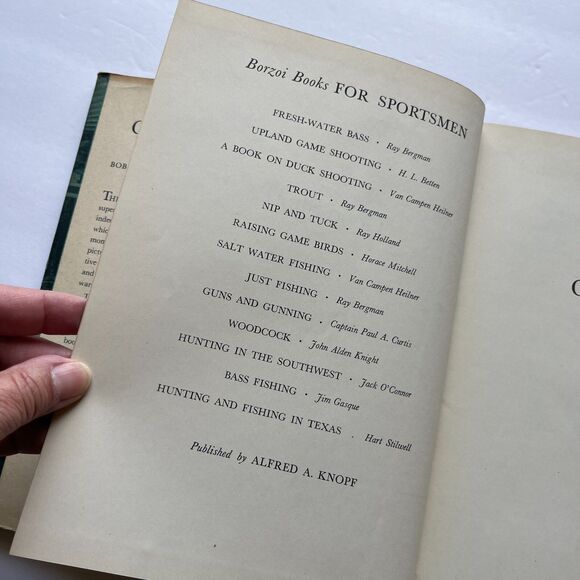 Borzoi Books FOR SPORTSMEN
FRESH-WATER BASS · Ray Bergman
UPLAND GAME SHOOTING · H. L. Betten
A BOOK ON DUCK SHOOTING · Van Campen Heilner
TROUT · Ray Bergman
NIP AND TUCK · Ray Holland
RAISING GAME BIRDS · Horace Mitchell
SALT WATER FISHING · Van Campen Heilner
JUST FISHING · Ray Bergman
GUNS AND GUNNING · Captain Paul A. Curtis
WOODCOCK · John Alden Knight
HUNTING IN THE SOUTHWEST · Jack O'Connor
BASS FISHING · Jim Gasque
HUNTING AND FISHING IN TEXAS · Hart Stilwell
Published by ALFRED A. KNOPF
BOB
which
and